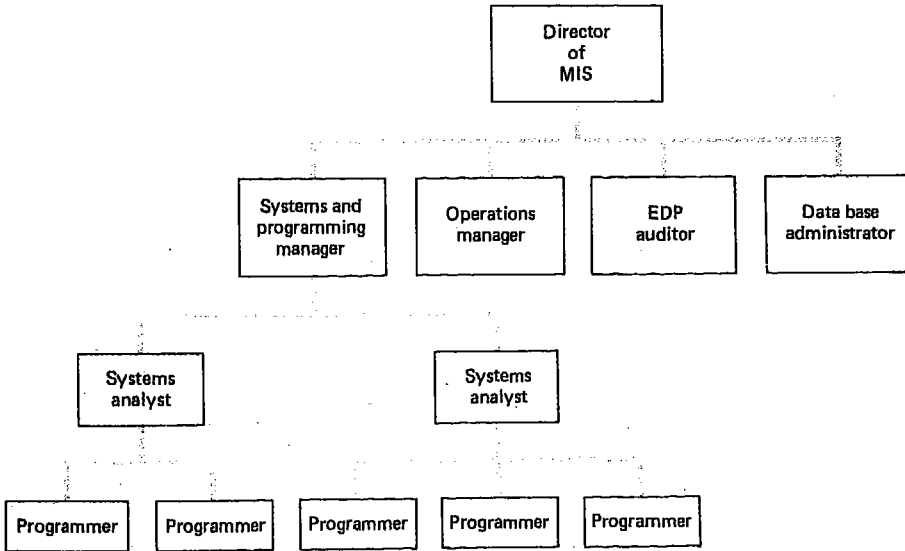 Director
of
MIS
Systems and
programming
manager
Operations
manager
EDP
auditor
Data base
administrator
Systems
analyst
Systems
analyst
Programmer
Programmer
Programmer
Programmer
Programmer